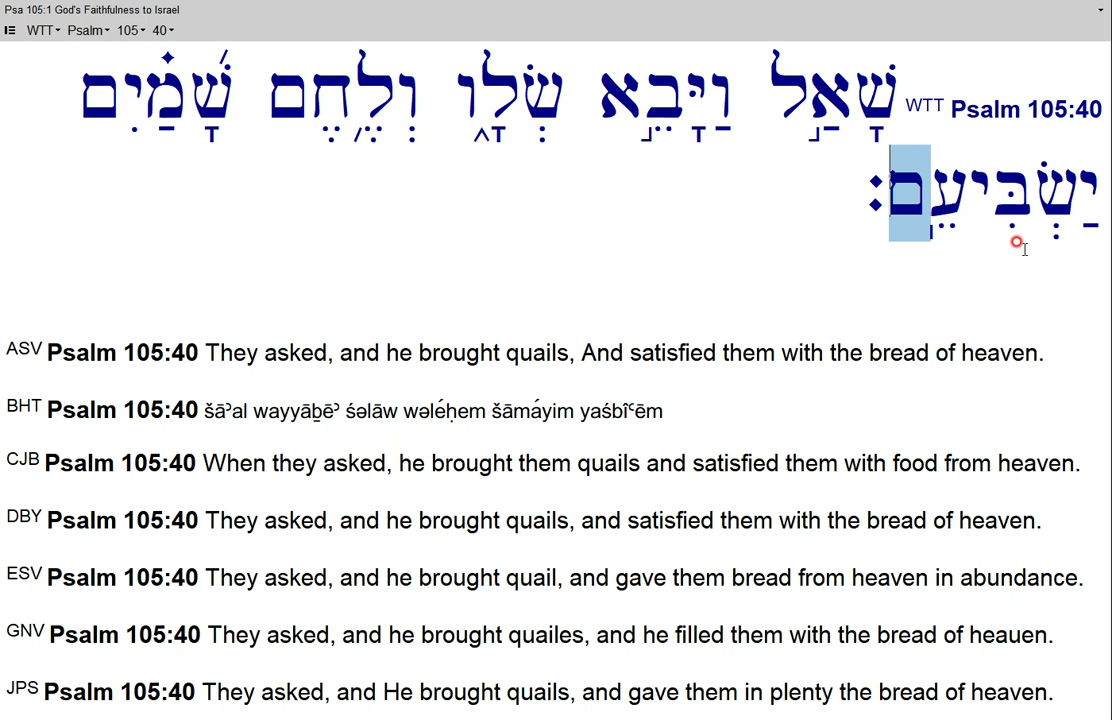 Psa 105:1 God's Faithfulness to Israel
WTT Psalm 105 40
WTT Psalm 105:40 שָׁאַ֣ל וַיָּבֵ֣א שְׂלָ֑ו וְלֶ֥חֶם שָׁ֝מַ֗יִם
יַשְׂבִּיעֵֽם׃
ASV Psalm 105:40 They asked, and he brought quails, And satisfied them with the bread of heaven.
BHT Psalm 105:40 šāʾal wayyābēʾ śəlāw wəléḥem šāmáyim yaśbîʿēm
CJB Psalm 105:40 When they asked, he brought them quails and satisfied them with food from heaven.
DBY Psalm 105:40 They asked, and he brought quails, and satisfied them with the bread of heaven.
ESV Psalm 105:40 They asked, and he brought quail, and gave them bread from heaven in abundance.
GNV Psalm 105:40 They asked, and he brought quailes, and he filled them with the bread of heauen.
JPS Psalm 105:40 They asked, and He brought quails, and gave them in plenty the bread of heaven.